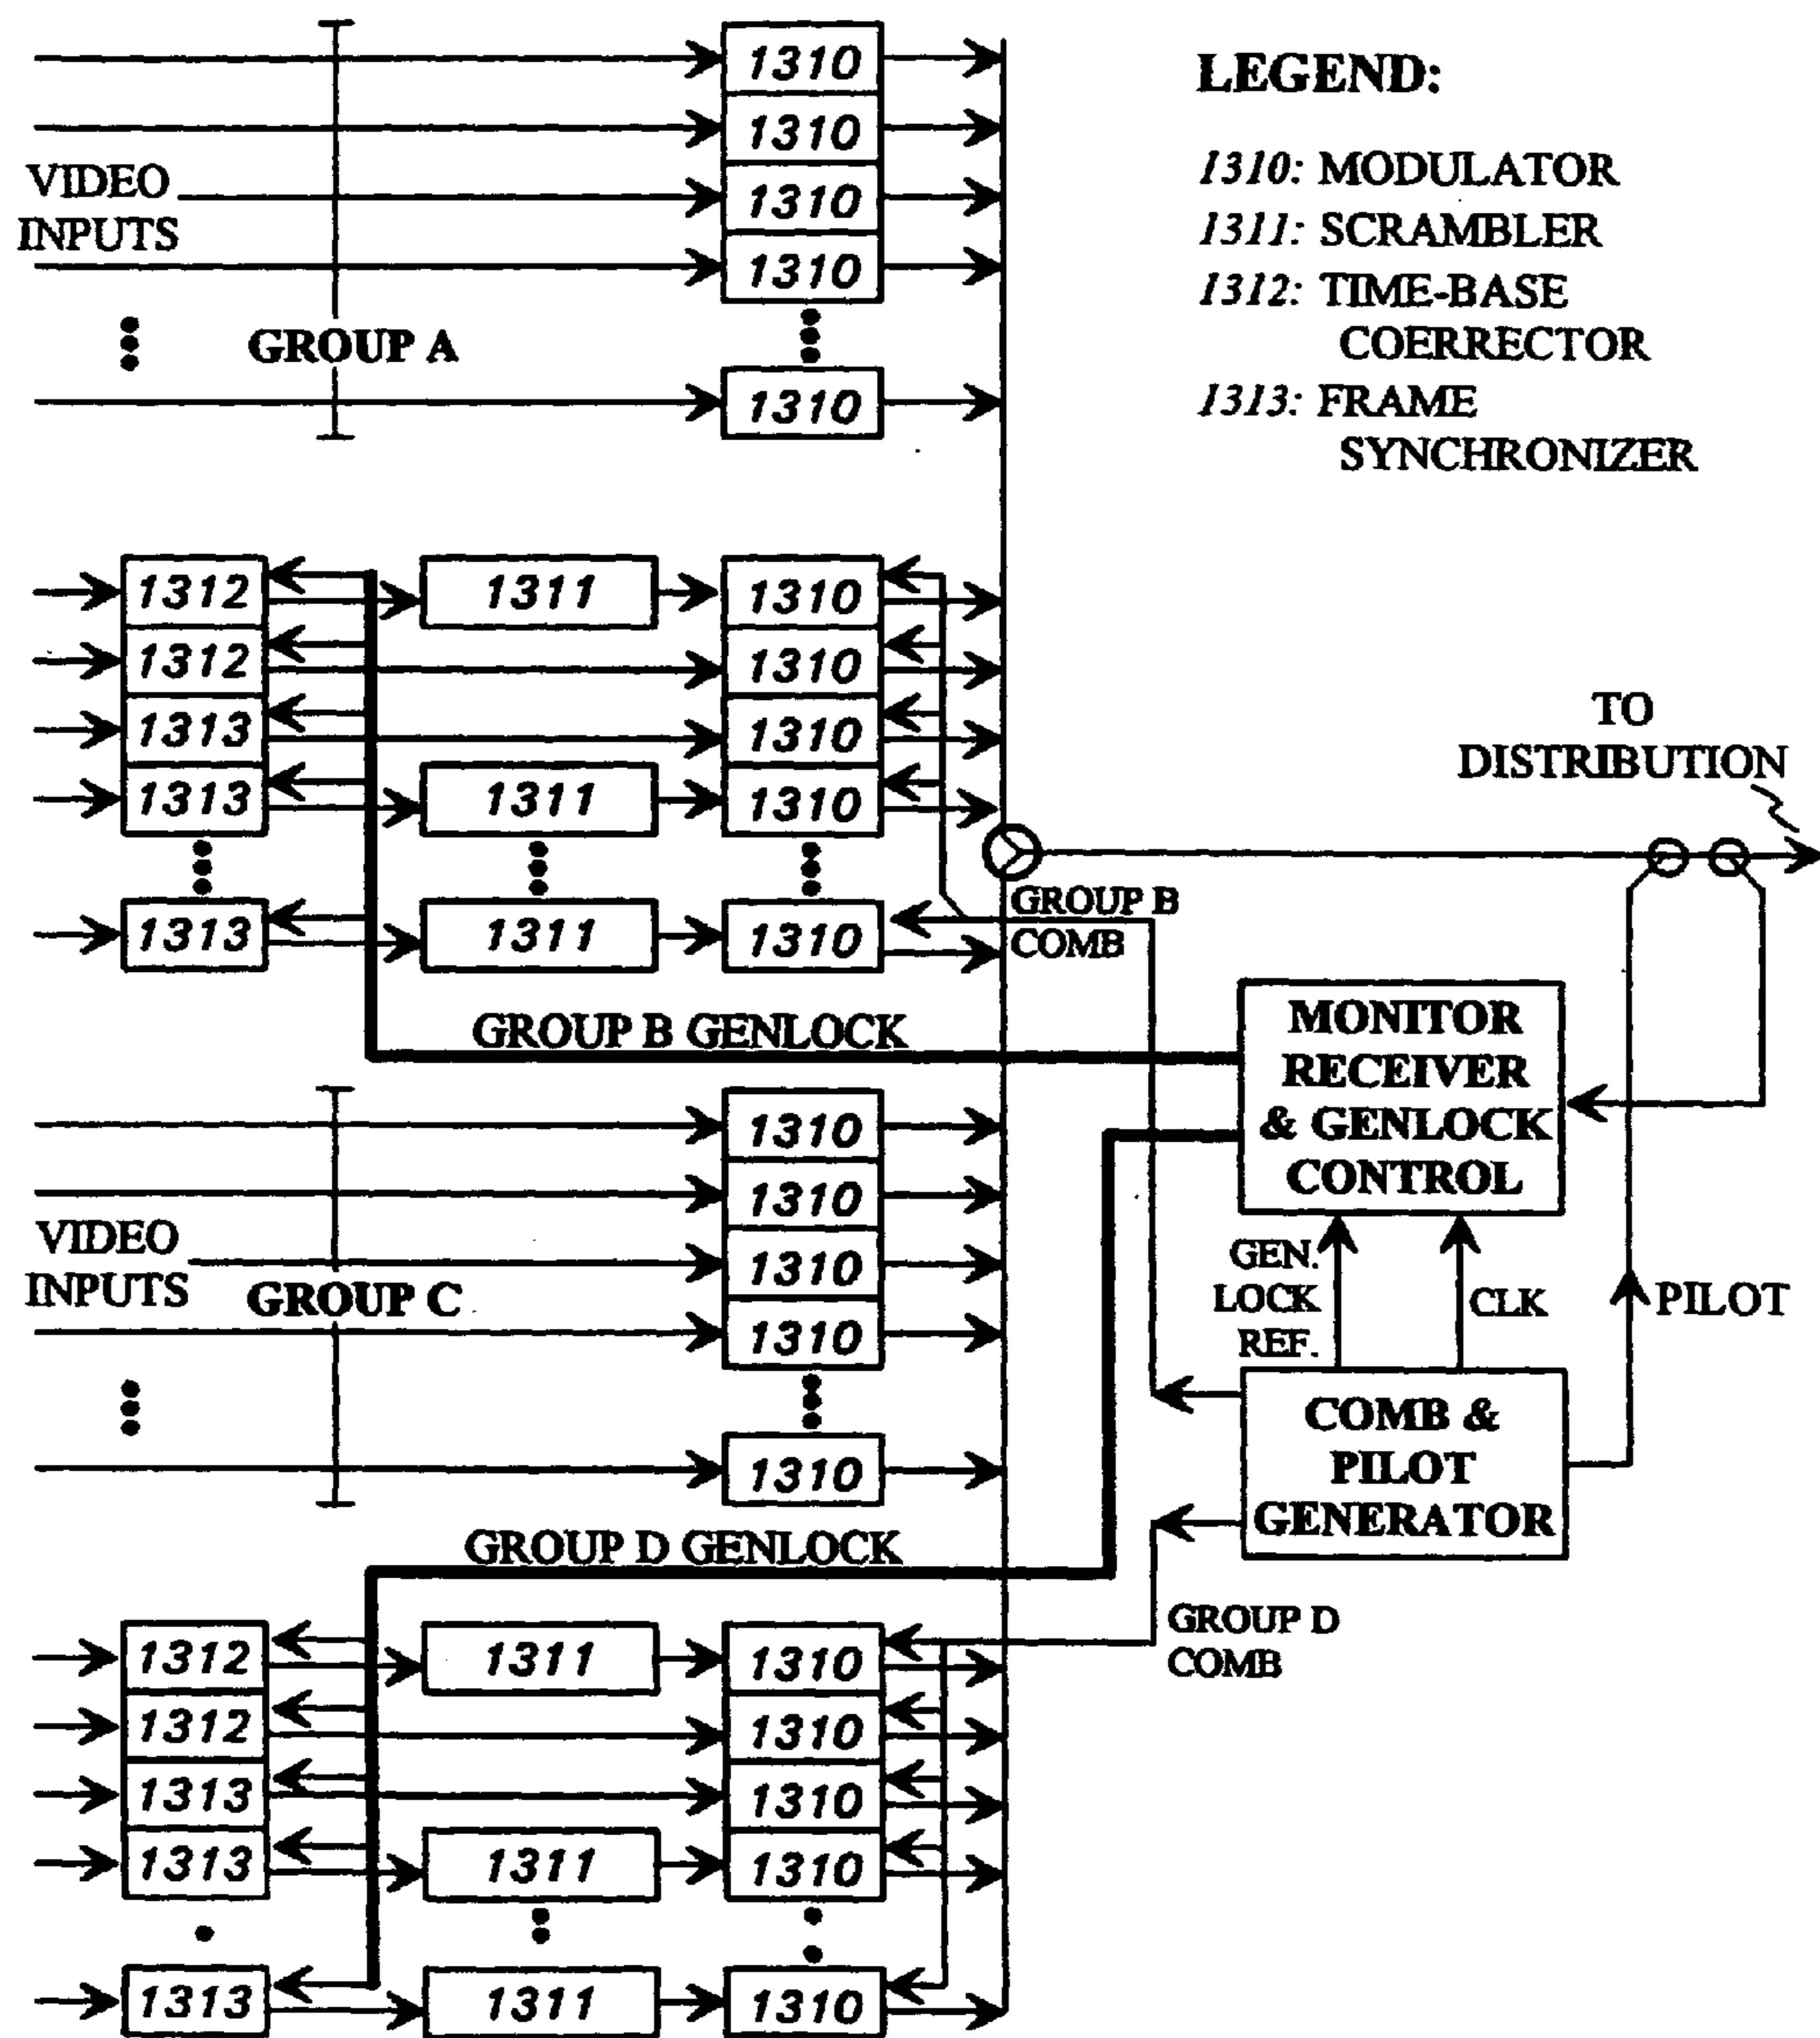 1310
1310
VIDEO
INPUTS
1310
1310
GROUP A
1310
LEGEND:
1310: MODULATOR
1311: SCRAMBLER
1312: TIME-BASE
COERRECTOR
1313: FRAME
SYNCHRONIZER
1312 1311 1310
1312 1310
1313 1310
1313 1311 1310
1313 1311 1310
TO
DISTRIBUTION
GROUP B
COMB
GROUP B GENLOCK
MONITOR
RECEIVER
& GENLOCK
CONTROL
1310
1310
VIDEO
INPUTS
1310
GROUP C
1310
1310
GEN.
LOCK
REF.
CLK
PILOT
COMB &
PILOT
GENERATOR
GROUP D GENLOCK
GROUP D
COMB
1312 1311 1310
1312 1310
1313 1310
1313 1311 1310
1313 1311 1310